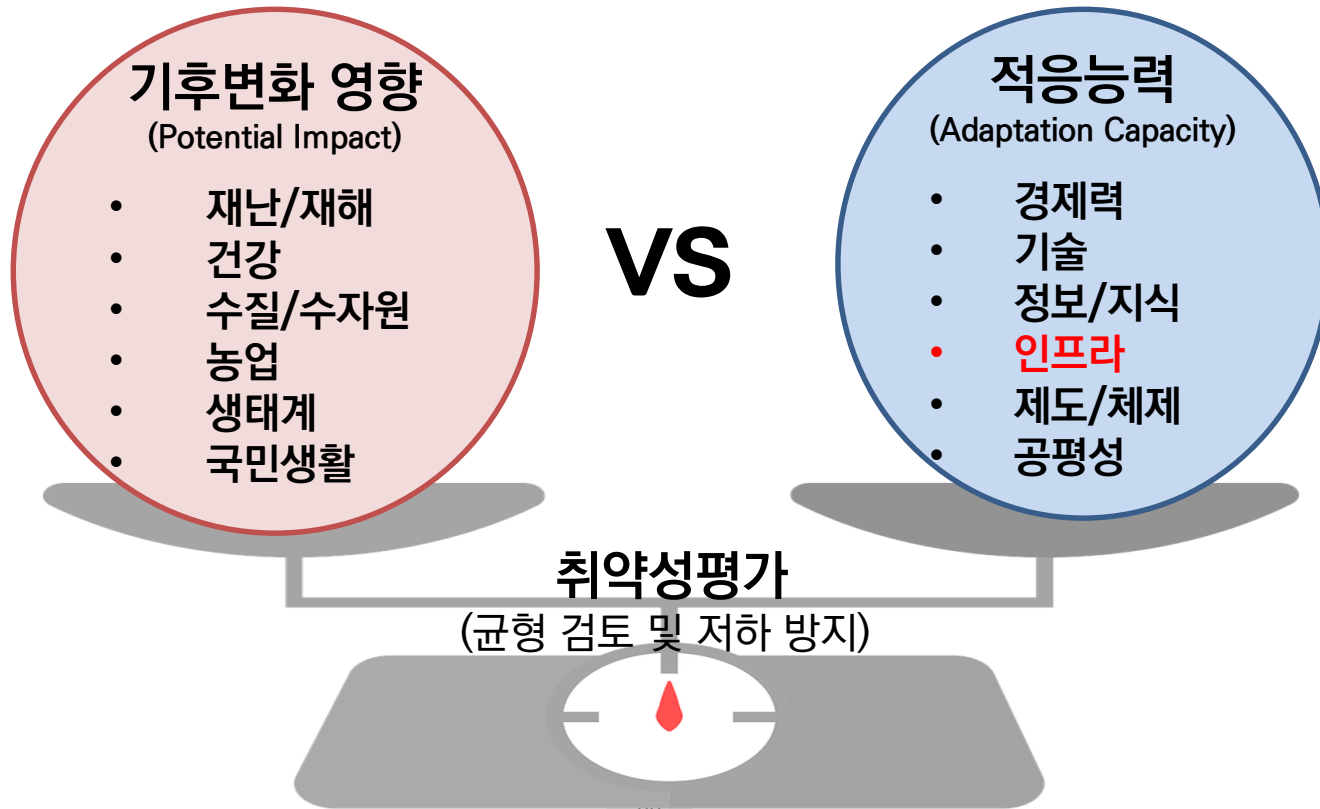 기후변화 영향
(Potential Impact)
• 재난/재해
• 건강
• 수질/수자원
• 농업
• 생태계
• 국민생활
VS
적응능력
(Adaptation Capacity)
• 경제력
• 기술
• 정보/지식
• 인프라
• 제도/체제
• 공평성
취약성평가
(균형 검토 및 저하 방지)